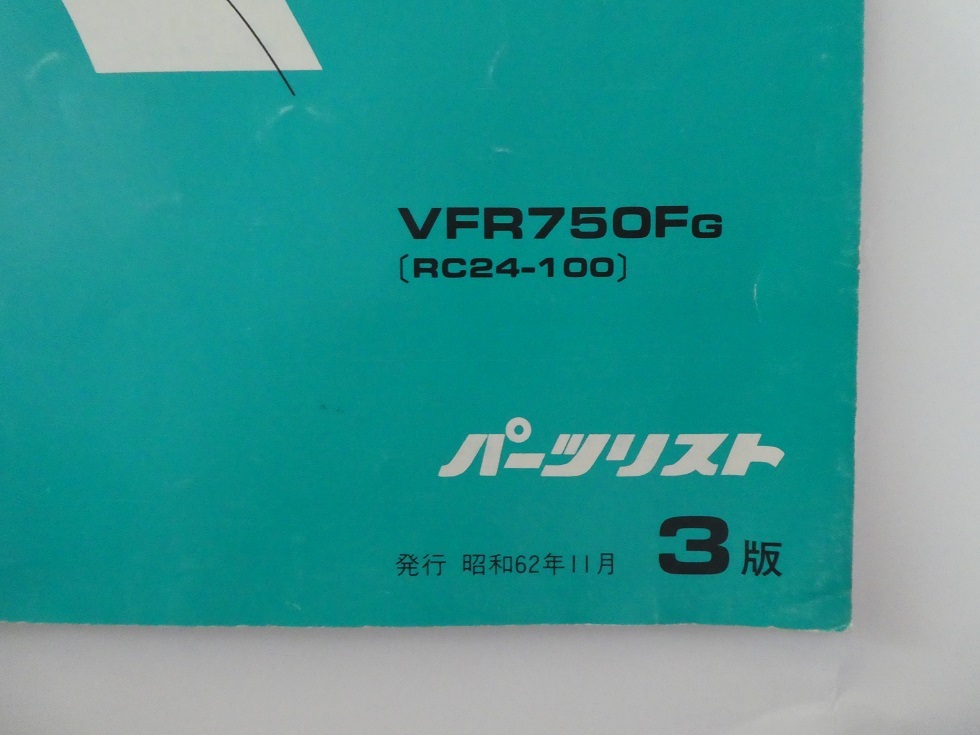 VFR750FG
〔RC24-100〕
パーツリスト
発行 昭和62年11月 3版